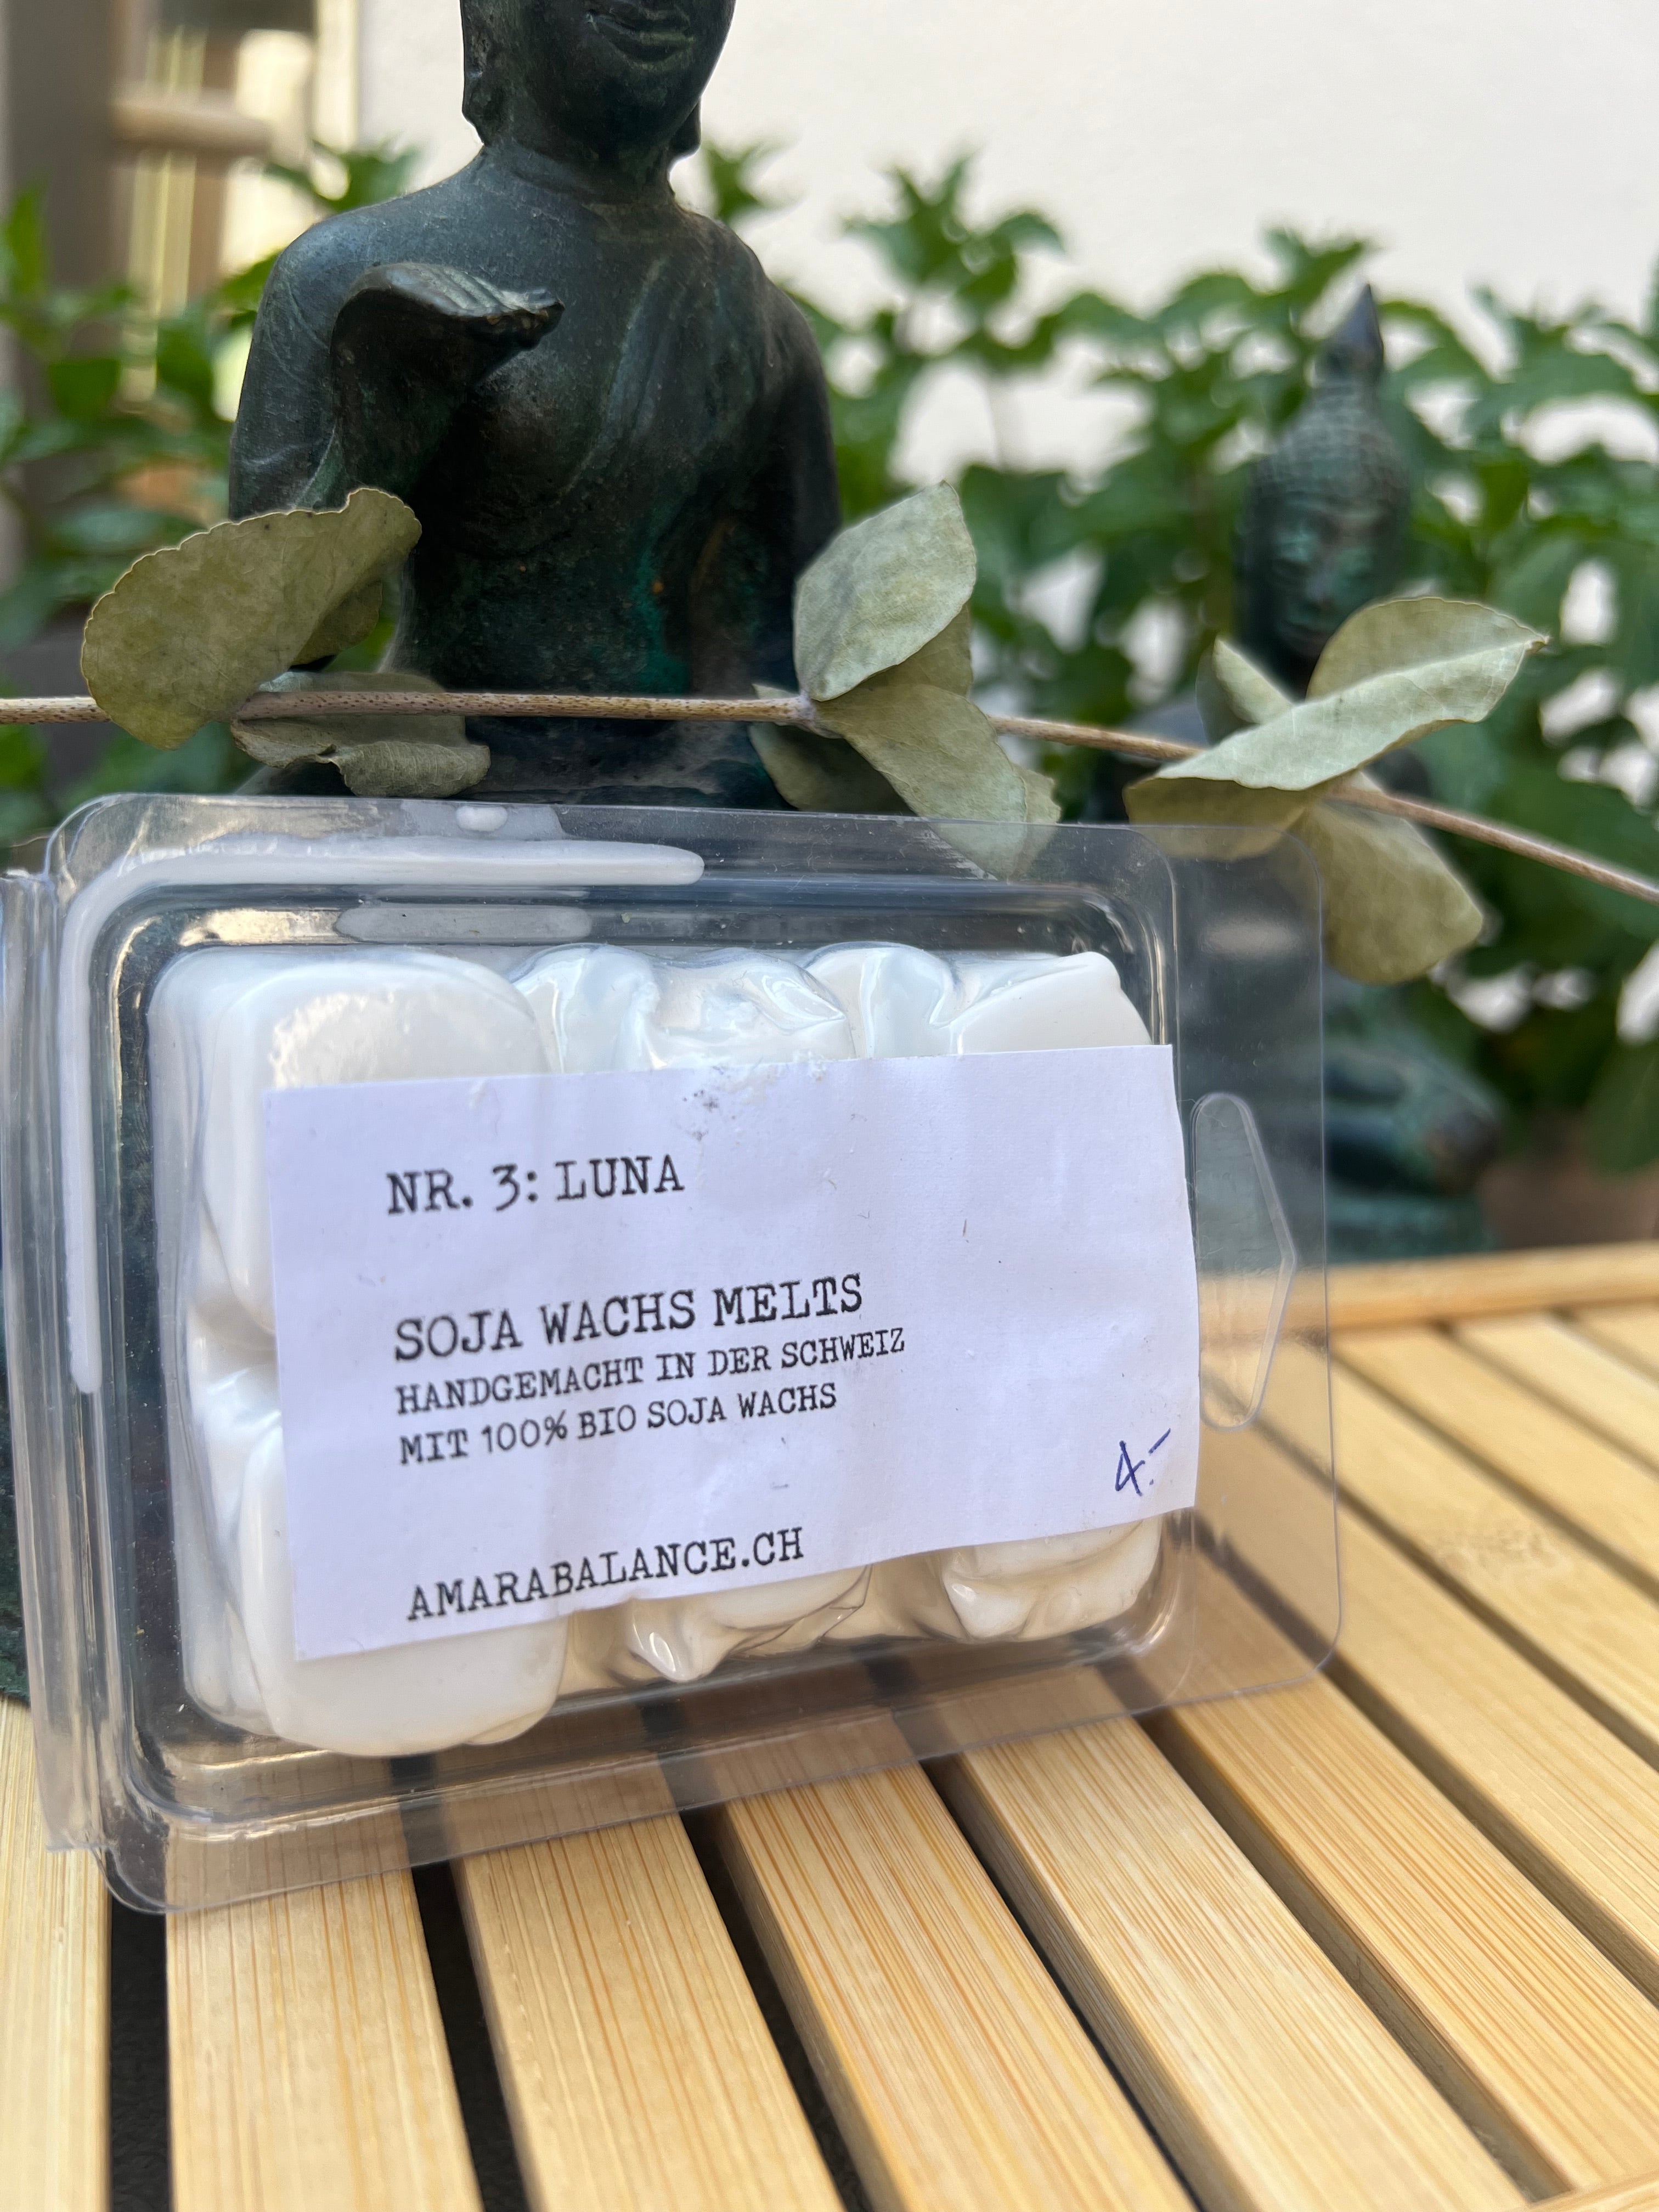 NR. 3: LUNA
SOJA WACHS MELTS
HANDGEMACHT IN DER SCHWEIZ
MIT 100% BIO SOJA WACHS
4.-
AMARABALANCE.CH